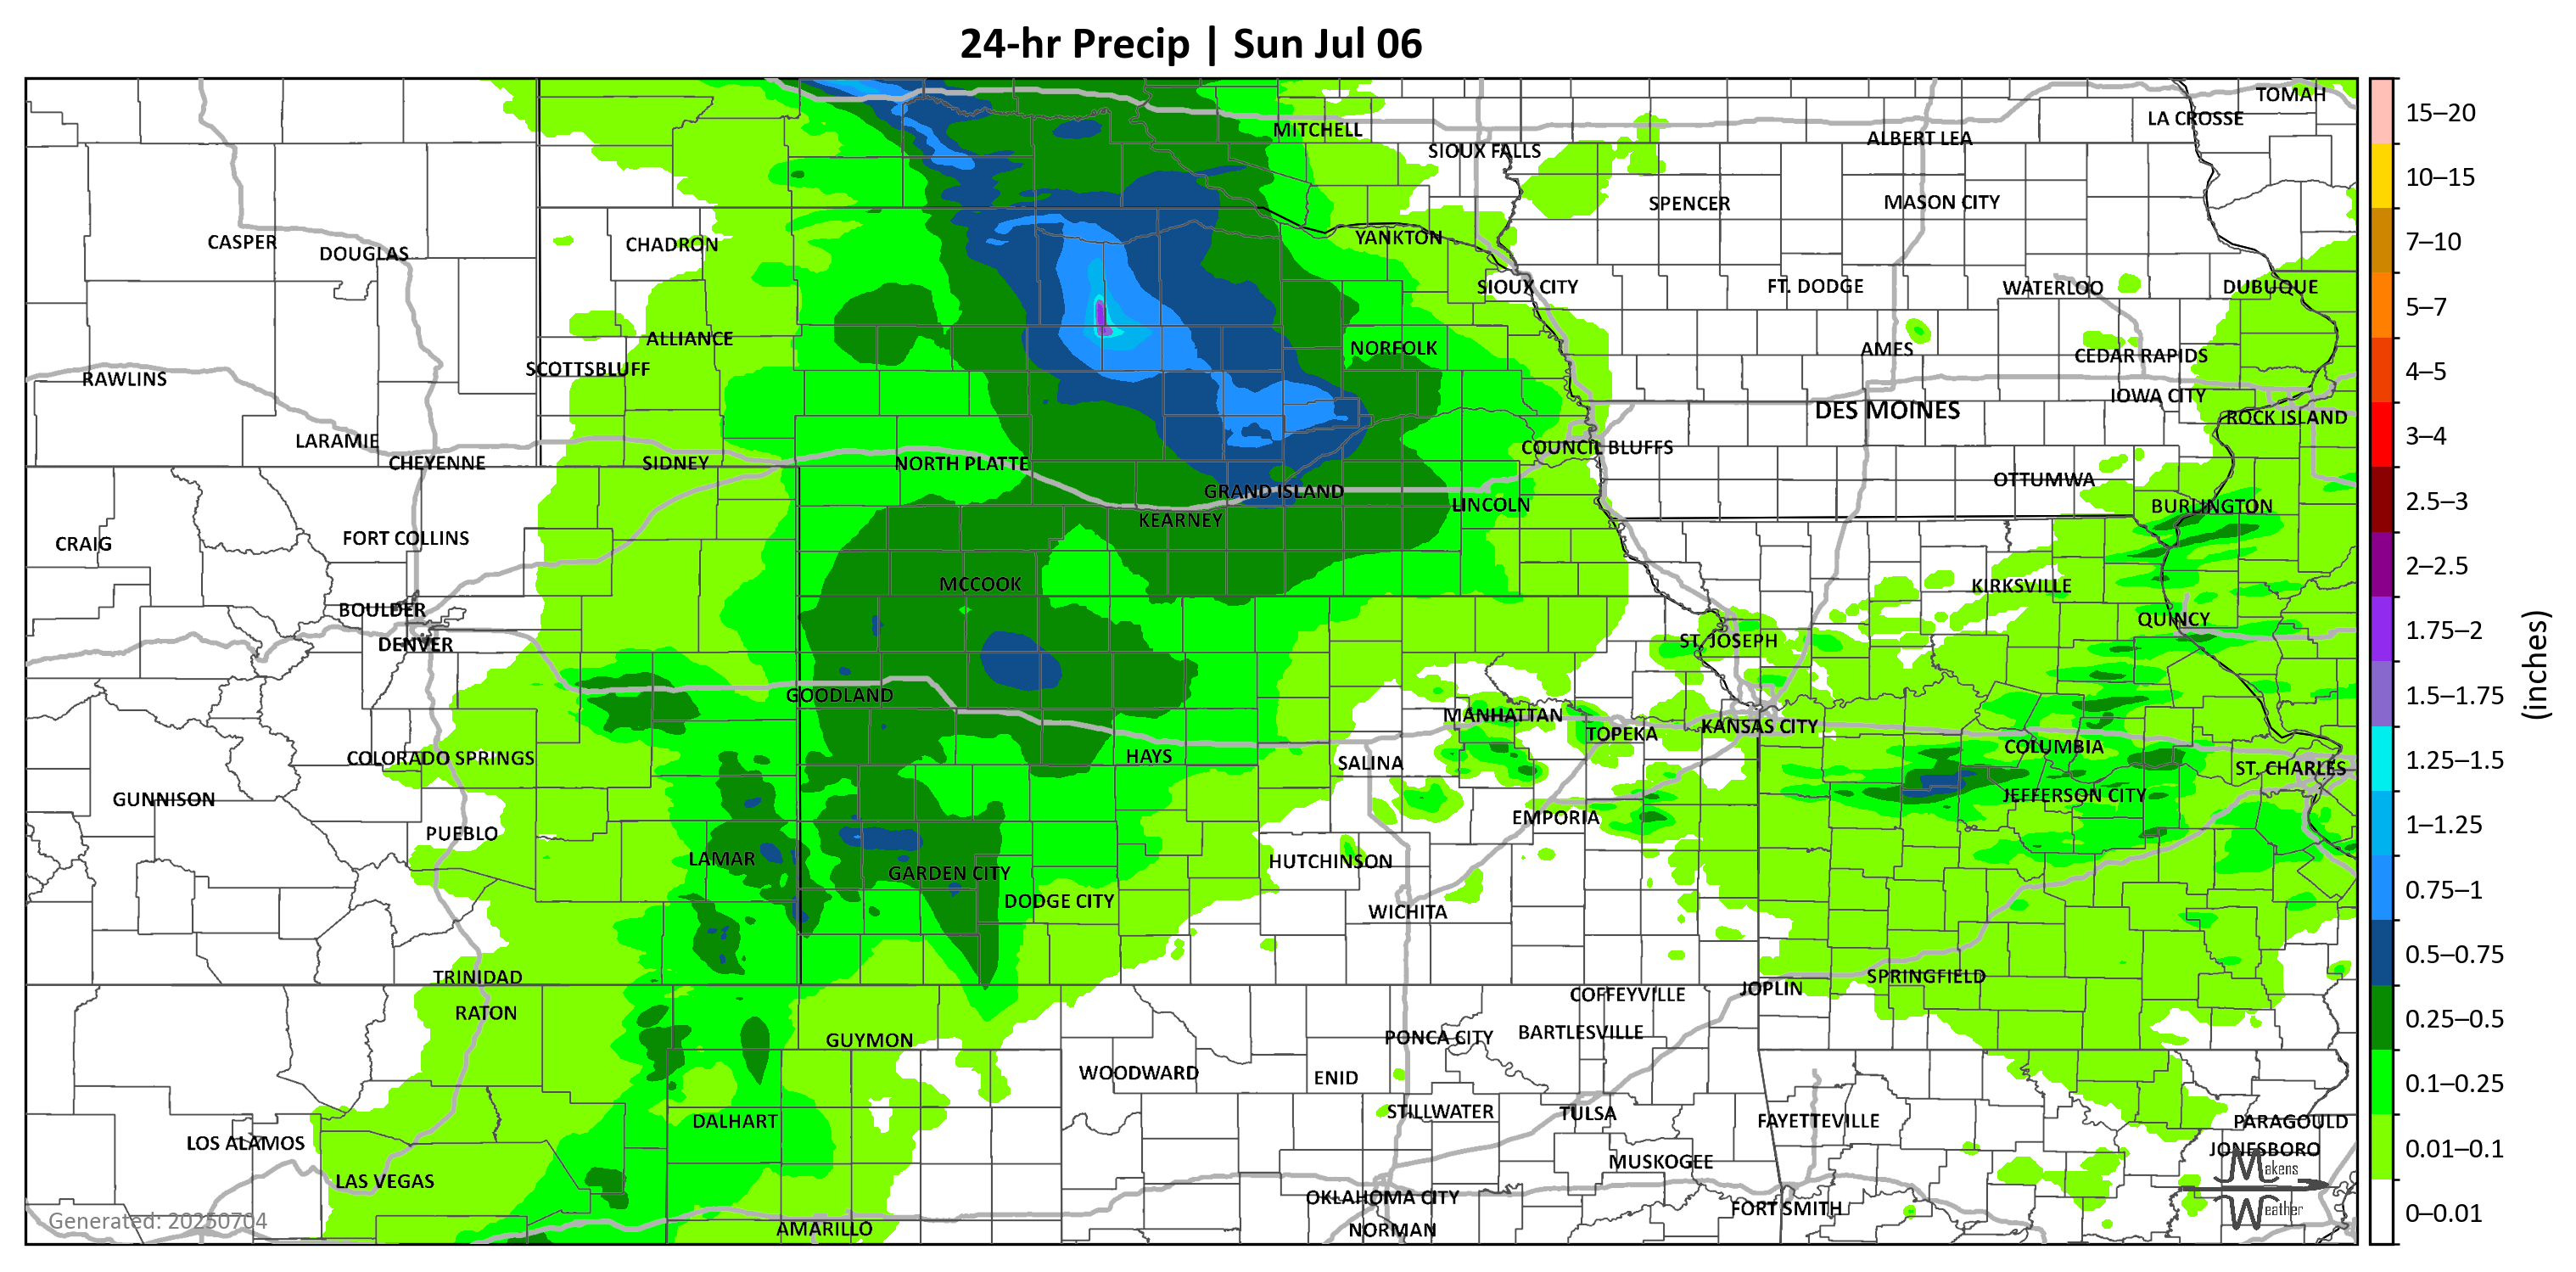 24-hr Precip | Sun Jul 06
TOMAH
LA CROSSE
MITCHELL
ALBERT LEA
SIOUX FALLS
SPENCER
MASON CITY
YANKTON
CASPER
CHADRON
DOUGLAS
SIOUX CITY
FT. DODGE
WATERLOO
DUBUQUE
ALLIANCE
NORFOLK
AMES
CEDAR RAPIDS
SCOTTSBLUFF
RAWLINS
IOWA CITY
DES MOINES
ROCK ISLAND
LARAMIE
COUNCIL BLUFFS
CHEYENNE
SIDNEY
NORTH PLATTE
OTTUMWA
GRAND ISLAND
LINCOLN
BURLINGTON
KEARNEY
FORT COLLINS
CRAIG
MCCOOK
KIRKSVILLE
BOULDER
QUINCY
DENVER
ST. JOSEPH
GOODLAND
MANHATTAN
KANSAS CITY
TOPEKA
COLUMBIA
HAYS
COLORADO SPRINGS
SALINA
ST. CHARLES
JEFFERSON CITY
GUNNISON
EMPORIA
PUEBLO
LAMAR
HUTCHINSON
GARDEN CITY
DODGE CITY
WICHITA
TRINIDAD
SPRINGFIELD
JOPLIN
COFFEYVILLE
RATON
BARTLESVILLE
PONCA CITY
GUYMON
WOODWARD
ENID
STILLWATER
TULSA
DALHART
FAYETTEVILLE
PARAGOULD
LOS ALAMOS
JONESBORO
MUSKOGEE
LAS VEGAS
OKLAHOMA CITY
FORT SMITH
AMARILLO
NORMAN
Generated: 20250704
Makens
Weather
15–20
10–15
7–10
5–7
4–5
3–4
2.5–3
2–2.5
1.75–2
1.5–1.75
1.25–1.5
1–1.25
0.75–1
0.5–0.75
0.25–0.5
0.1–0.25
0.01–0.1
0–0.01
(inches)